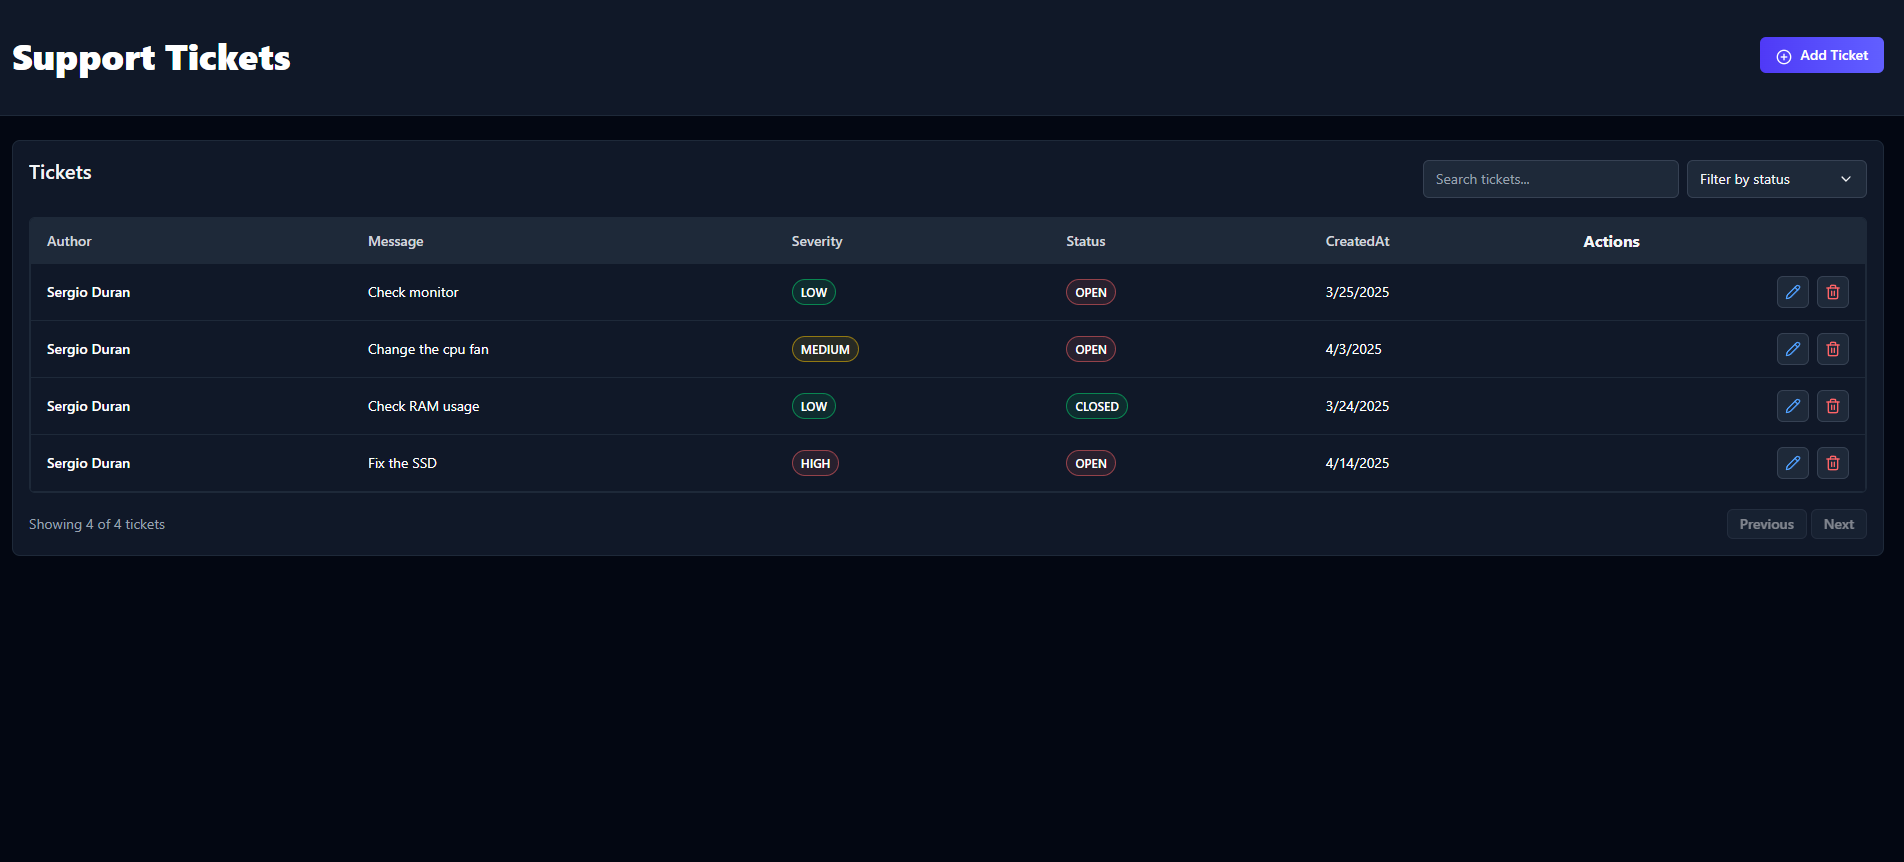 Support Tickets
Add Ticket
Tickets
Search tickets...
Filter by status
Author Message Severity Status CreatedAt Actions
Sergio Duran Check monitor LOW OPEN 3/25/2025
Sergio Duran Change the cpu fan MEDIUM OPEN 4/3/2025
Sergio Duran Check RAM usage LOW CLOSED 3/24/2025
Sergio Duran Fix the SSD HIGH OPEN 4/14/2025
Showing 4 of 4 tickets
Previous Next